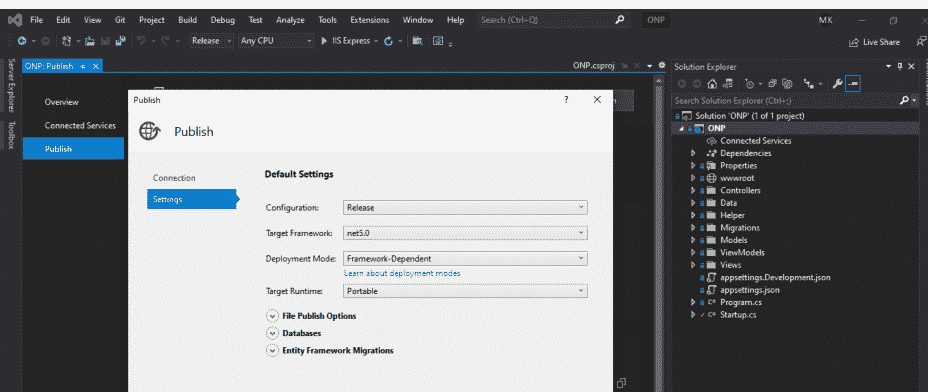 File Edit View Git Project Build Debug Test Analyze Tools Extensions Window Help Search (Ctrl+Q) ONP MK
Release Any CPU IIS Express Live Share
ONP: Publish ONP.csproj
Server Explorer
Toolbox
Overview
Connected Services
Publish
Publish ? X
Publish
Connection
Settings
Default Settings
Configuration: Release
Target Framework: net5.0
Deployment Mode: Framework-Dependent
Learn about deployment modes
Target Runtime: Portable
File Publish Options
Databases
Entity Framework Migrations
Solution Explorer
Search Solution Explorer (Ctrl+;)
Solution 'ONP' (1 of 1 project)
ONP
Connected Services
Dependencies
Properties
wwwroot
Controllers
Data
Helper
Migrations
Models
ViewModels
Views
appsettings.Development.json
appsettings.json
C# Program.cs
C# Startup.cs